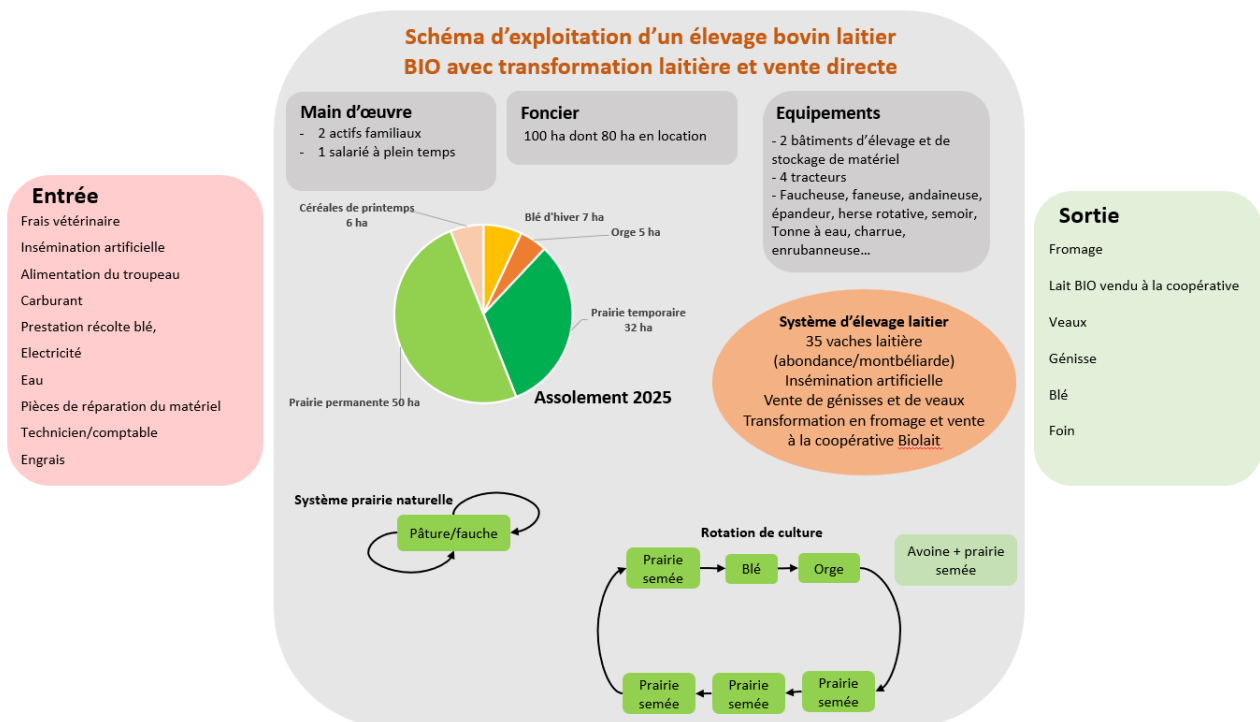 Schéma d'exploitation d'un élevage bovin laitier
BIO avec transformation laitière et vente directe
Main d'œuvre
- 2 actifs familiaux
- 1 salarié à plein temps
Foncier
100 ha dont 80 ha en location
Equipements
- 2 bâtiments d'élevage et de
stockage de matériel
- 4 tracteurs
- Faucheuse, faneuse, andaineuse,
épandeur, herse rotative, semoir,
Tonne à eau, charrue,
enrubanneuse…
Entrée
Frais vétérinaire
Insémination artificielle
Alimentation du troupeau
Carburant
Prestation récolte blé,
Electricité
Eau
Pièces de réparation du matériel
Technicien/comptable
Engrais
Céréales de printemps
6 ha
Blé d'hiver 7 ha
Orge 5 ha
Prairie temporaire
32 ha
Prairie permanente 50 ha
Assolement 2025
Système d'élevage laitier
35 vaches laitière
(abondance/montbéliarde)
Insémination artificielle
Vente de génisses et de veaux
Transformation en fromage et vente
à la coopérative Biolait
Sortie
Fromage
Lait BIO vendu à la coopérative
Veaux
Génisse
Blé
Foin
Système prairie naturelle
Pâture/fauche
Rotation de culture
Prairie
semée
Blé
Orge
Avoine + prairie
semée
Prairie
semée
Prairie
semée
Prairie
semée